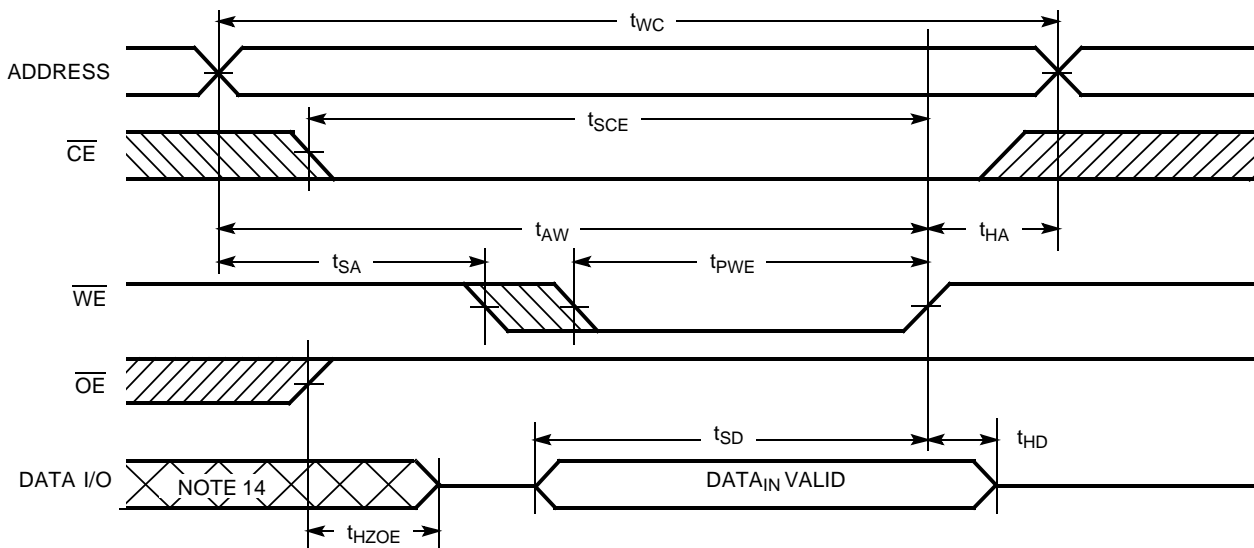 tWC
ADDRESS
tSCE
CE
tAW
tHA
tSA
tPWE
WE
OE
tSD
tHD
DATA I/O
NOTE 14
DATAIN VALID
tHZOE